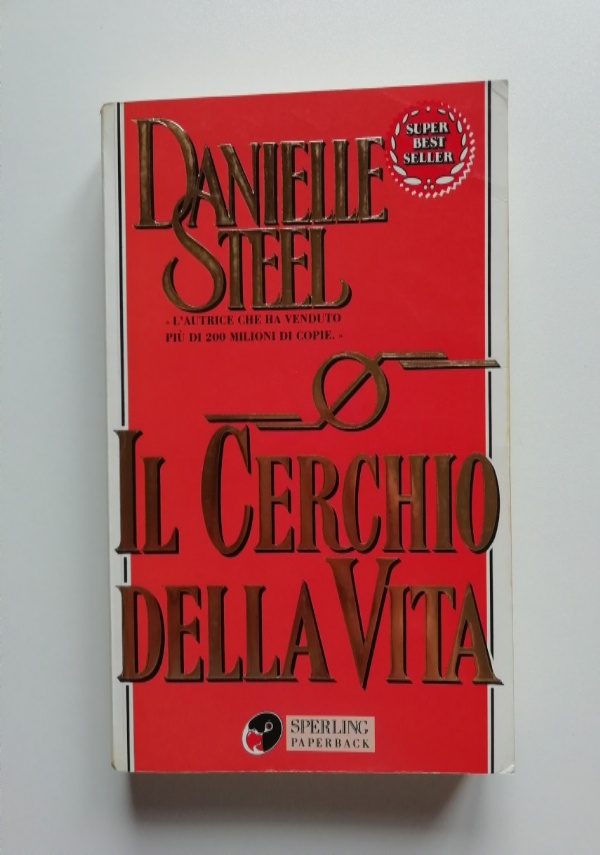 DANIELLE
STEEL
SUPER
BEST
SELLER
«L'AUTRICE CHE HA VENDUTO
PIÙ DI 200 MILIONI DI COPIE.»
IL CERCHIO
DELLA VITA
SPERLING
PAPERBACK